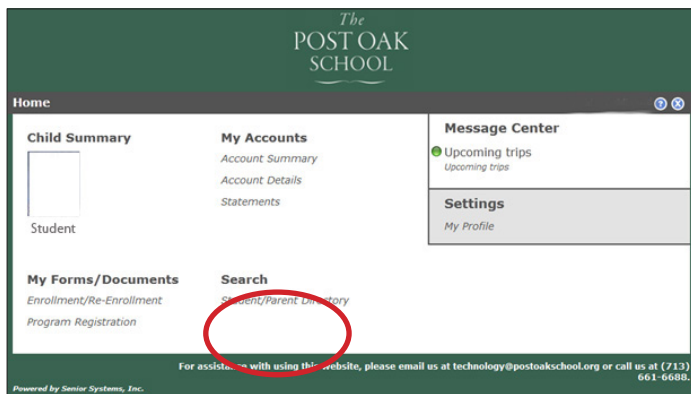 The
POST OAK
SCHOOL
Home
Child Summary
Student
My Accounts
Account Summary
Account Details
Statements
Message Center
Upcoming trips
Upcoming trips
Settings
My Profile
My Forms/Documents
Enrollment/Re-Enrollment
Program Registration
Search
Student/Parent Directory
For assistance with using this website, please email us at technology@postoakschool.org or call us at (713)
661-6688.
Powered by Senior Systems, Inc.